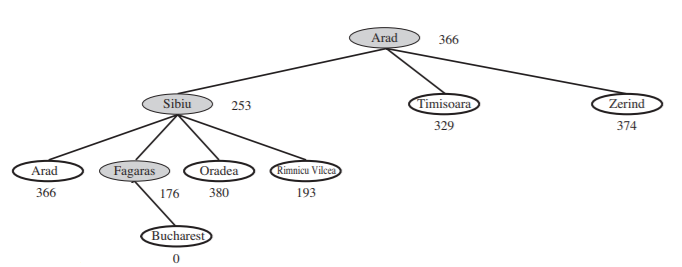 Arad 366
Sibiu 253 Timisoara Zerind
329 374
Arad Fagaras Oradea Rimnicu Vilcea
366 176 380 193
Bucharest
0